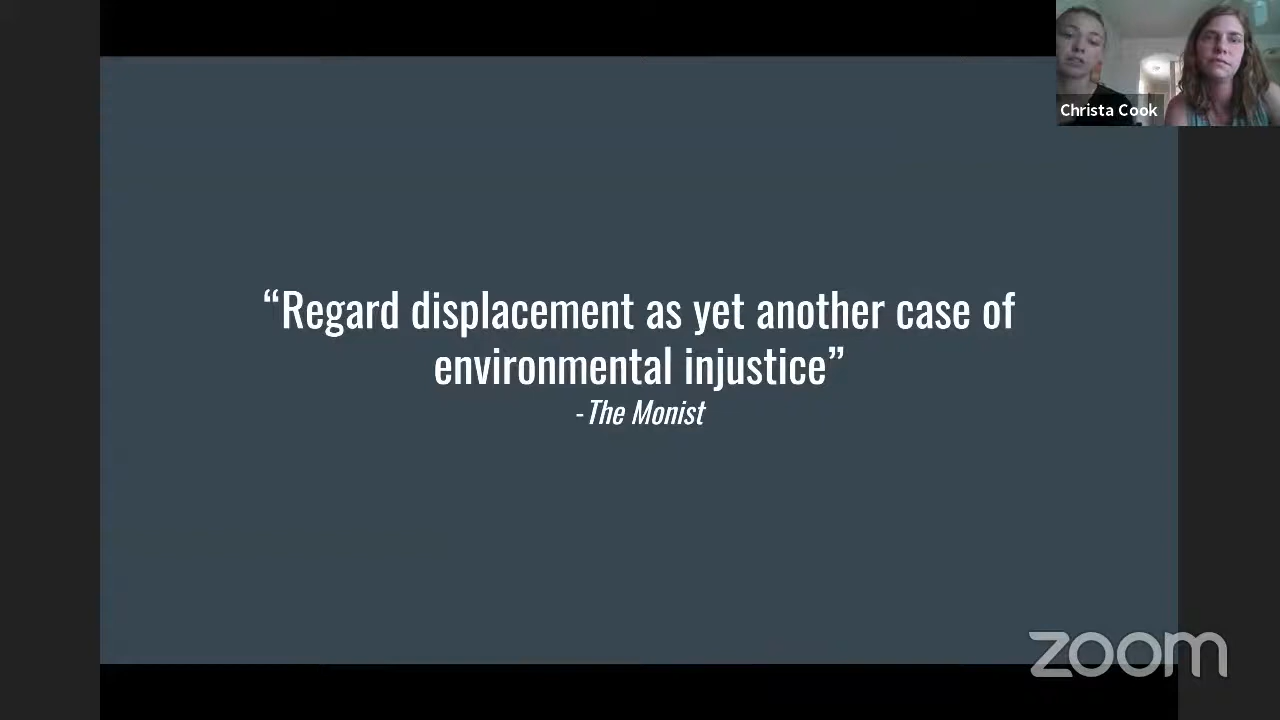 Christa Cook
“Regard displacement as yet another case of
environmental injustice”
- The Monist
zoom